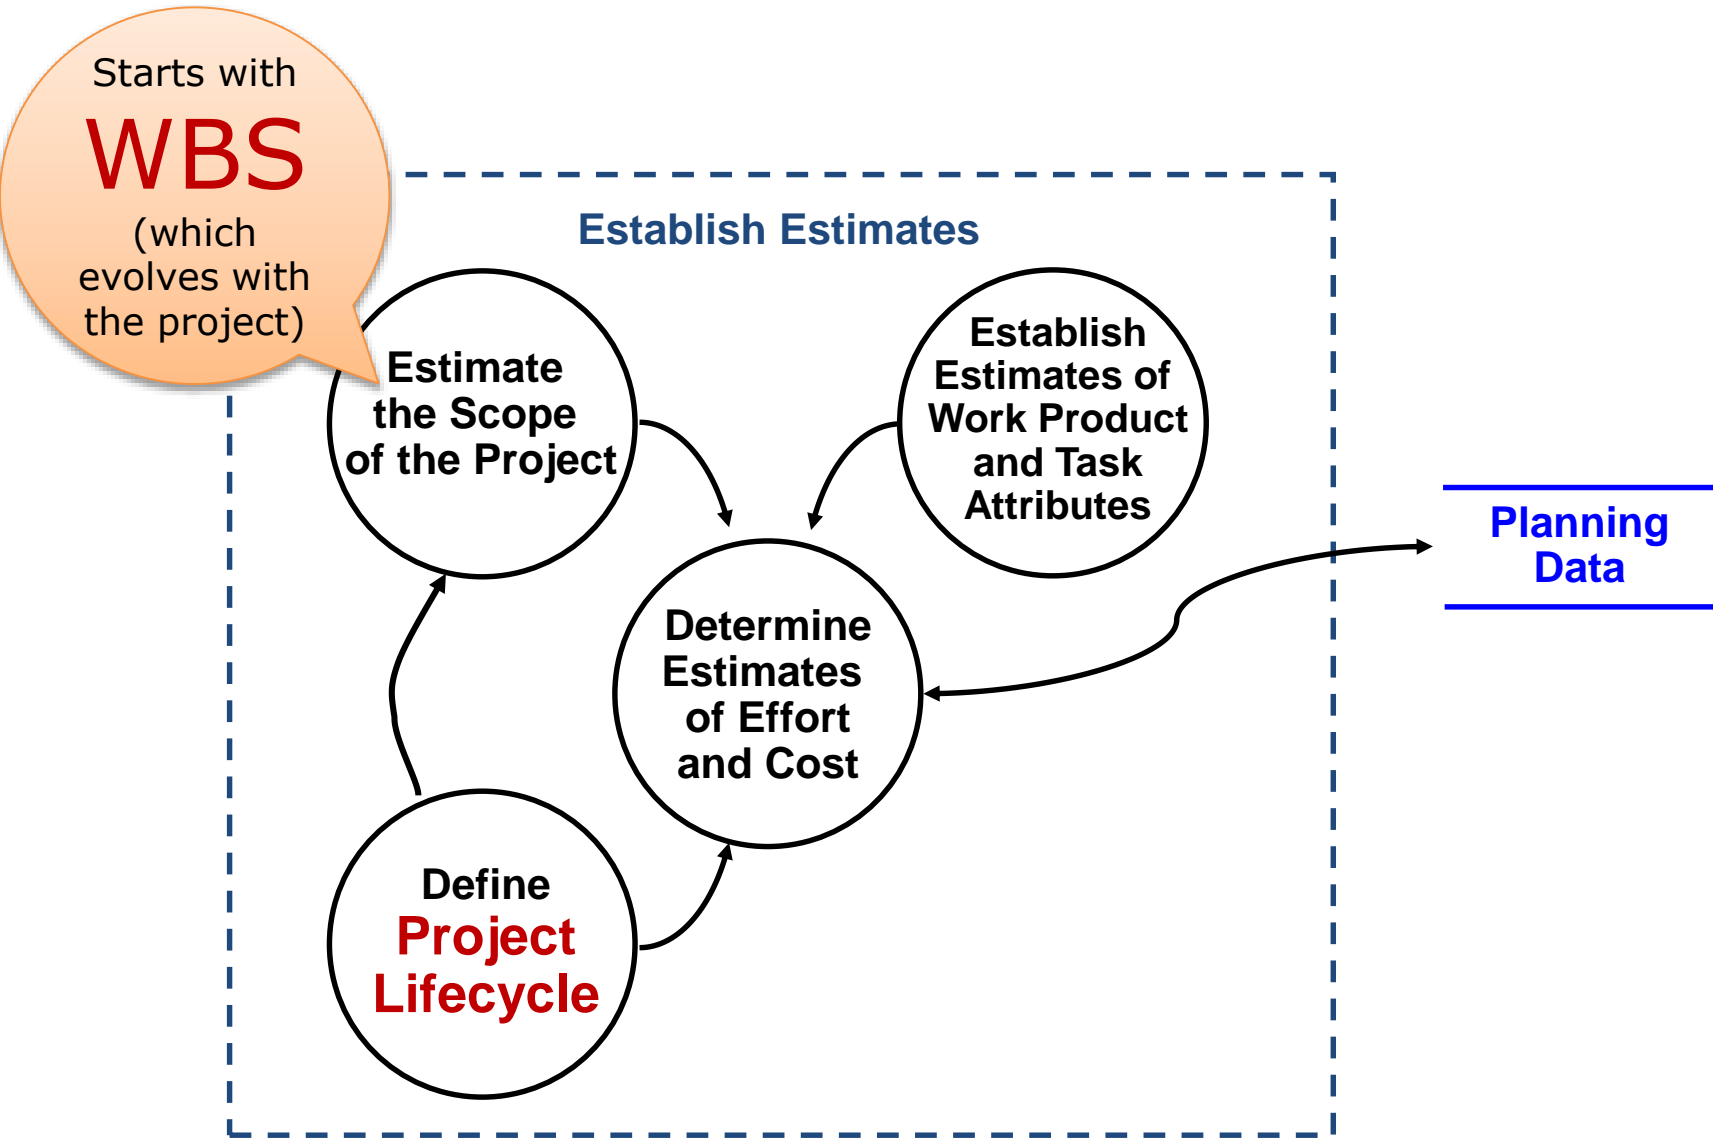 Starts with
WBS
(which
evolves with
the project)
Establish Estimates
Estimate
the Scope
of the Project
Establish
Estimates of
Work Product
and Task
Attributes
Planning
Data
Determine
Estimates
of Effort
and Cost
Define
Project
Lifecycle